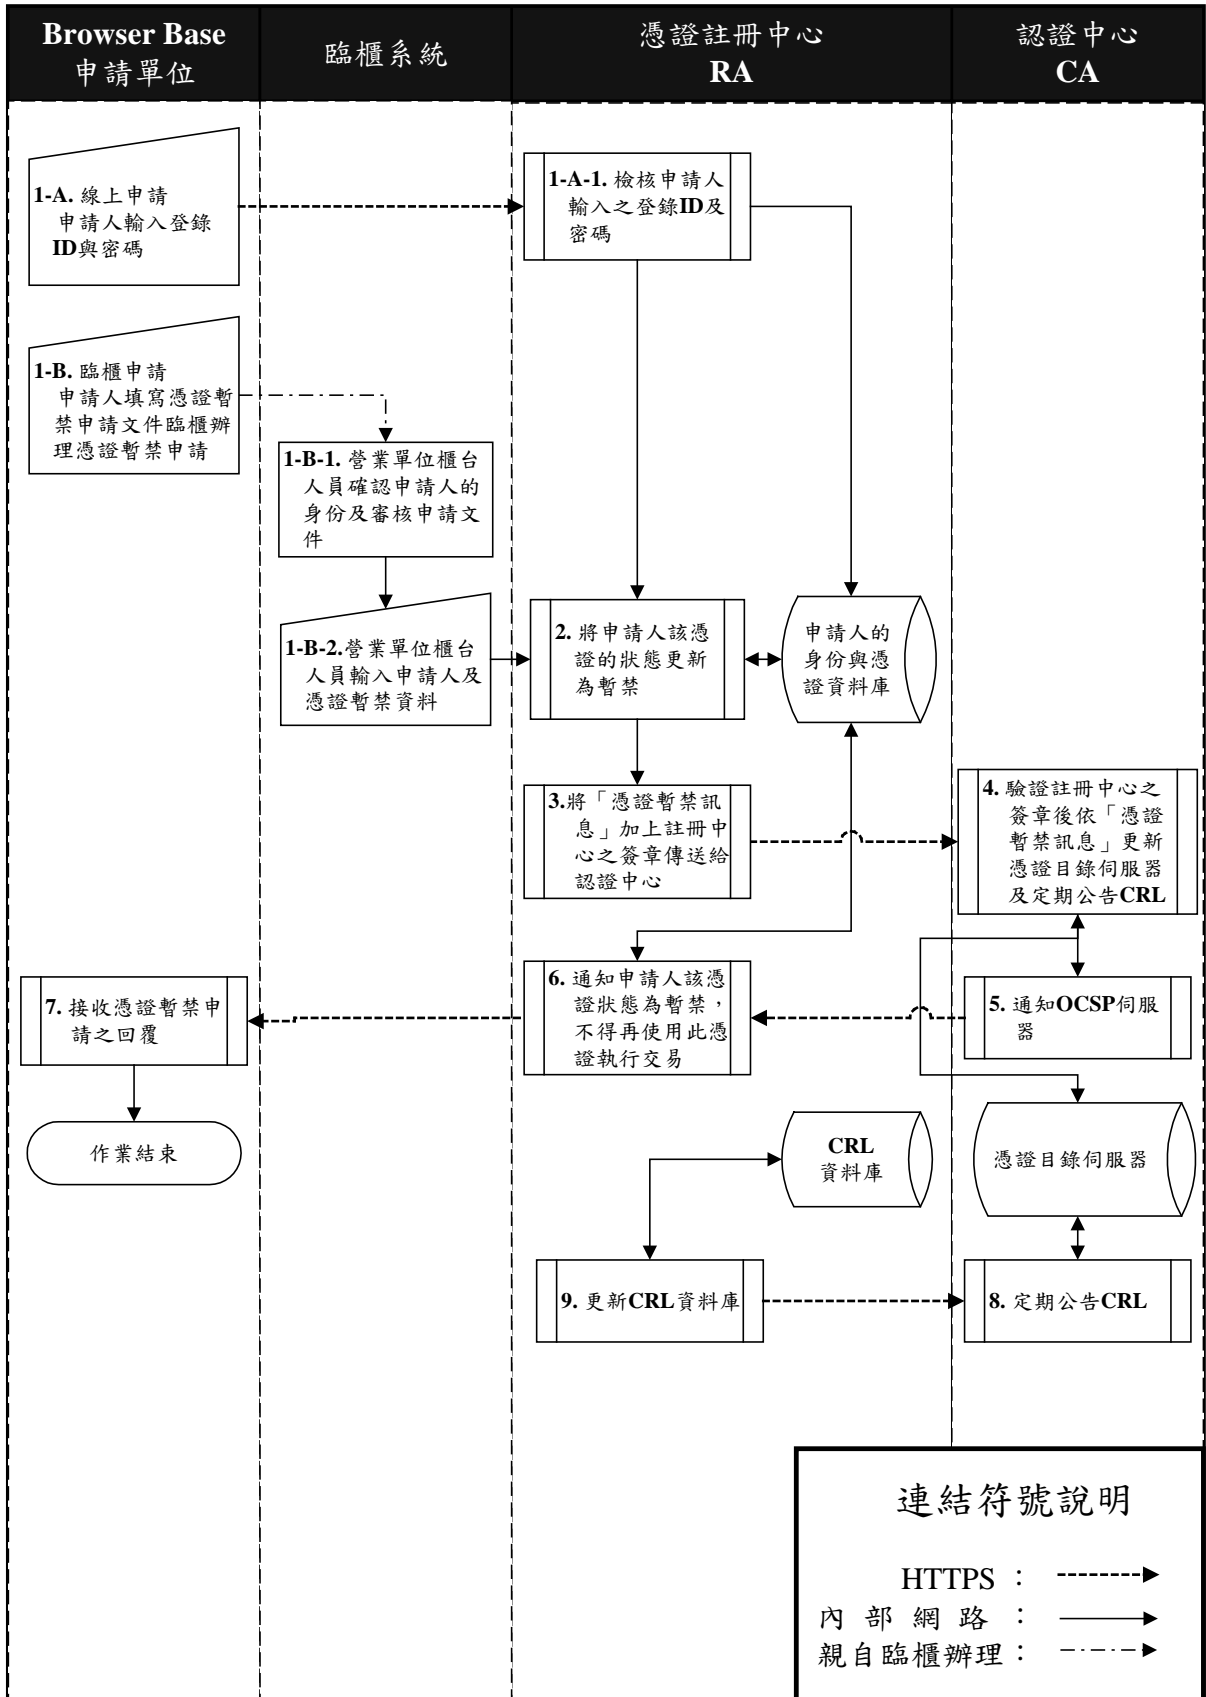 Browser Base
申請單位
臨櫃系統
憑證註冊中心
RA
認證中心
CA
1-A. 線上申請
申請人輸入登錄
ID與密碼
1-A-1. 檢核申請人
輸入之登錄ID及
密碼
1-B. 臨櫃申請
申請人填寫憑證暫
禁申請文件臨櫃辦
理憑證暫禁申請
1-B-1. 營業單位櫃台
人員確認申請人的
身份及審核申請文
件
1-B-2.營業單位櫃台
人員輸入申請人及
憑證暫禁資料
2. 將申請人該憑
證的狀態更新
為暫禁
申請人的
身份與憑
證資料庫
3.將「憑證暫禁訊
息」加上註冊中
心之簽章傳送給
認證中心
4. 驗證註冊中心之
簽章後依「憑證
暫禁訊息」更新
憑證目錄伺服器
及定期公告CRL
5. 通知OCSP伺服
器
6. 通知申請人該憑
證狀態為暫禁，
不得再使用此憑
證執行交易
7. 接收憑證暫禁申
請之回覆
作業結束
CRL
資料庫
憑證目錄伺服器
9. 更新CRL資料庫
8. 定期公告CRL
連結符號說明
HTTPS ：
內部網路：
親自臨櫃辦理：